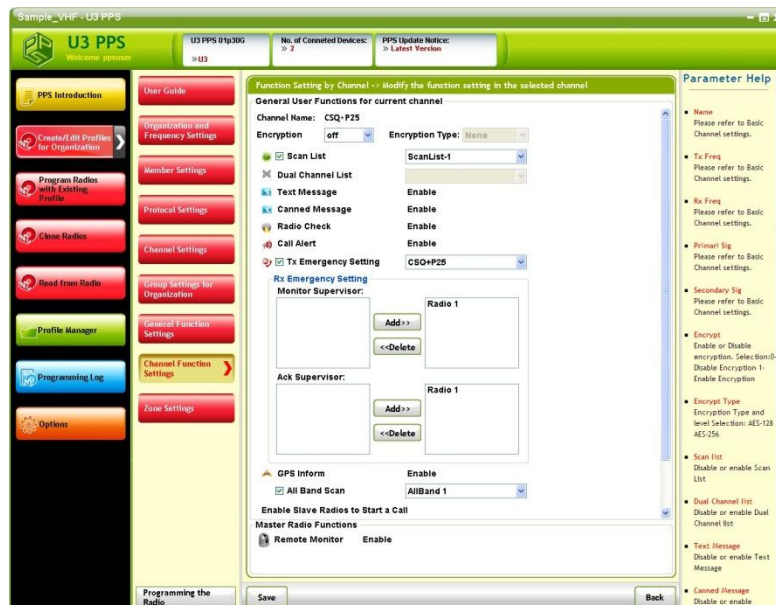 Sample_VHF - U3 PPS
U3 PPS
Welcome ppsuser
U3 PPS 01p30G
»U3
No. of Conneted Devices:
» 2
PPS Update Notice:
» Latest Version
PPS Introduction
Create/Edit Profiles
for Organization
Program Radios
with Existing
Profile
Clone Radios
Read from Radio
Profile Manager
Programming Log
Options
User Guide
Organization and
Frequency Settings
Member Settings
Protocol Settings
Channel Settings
Group Settings for
Organization
General Function
Settings
Channel Function
Settings
Zone Settings
Programming the
Radio
Function Setting by Channel -> Modify the function setting in the selected channel
General User Functions for current channel
Channel Name: CSQ+P25
Encryption off Encryption Type: None
Scan List ScanList-1
Dual Channel List
Text Message Enable
Canned Message Enable
Radio Check Enable
Call Alert Enable
Tx Emergency Setting CSQ+P25
Rx Emergency Setting
Monitor Supervisor:
Radio 1
Add>>
<<Delete
Ack Supervisor:
Radio 1
Add>>
<<Delete
GPS Inform Enable
All Band Scan AllBand 1
Enable Slave Radios to Start a Call
Master Radio Functions
Remote Monitor Enable
Save
Back
Parameter Help
Name
Please refer to Basic
Channel settings.
Tx Freq
Please refer to Basic
Channel settings.
Rx Freq
Please refer to Basic
Channel settings.
Primari Sig
Please refer to Basic
Channel settings.
Secondary Sig
Please refer to Basic
Channel settings.
Encrypt
Enable or Disable
encryption. Selection:0-
Disable Encryption 1-
Enable Encryption
Encrypt Type
Encryption Type and
level Selection: AES-128
AES-256
Scan list
Disable or enable Scan
List
Dual Channel list
Disable or enable Dual
Channel list
Text Message
Disable or enable Text
Message
Canned Message
Disable or enable